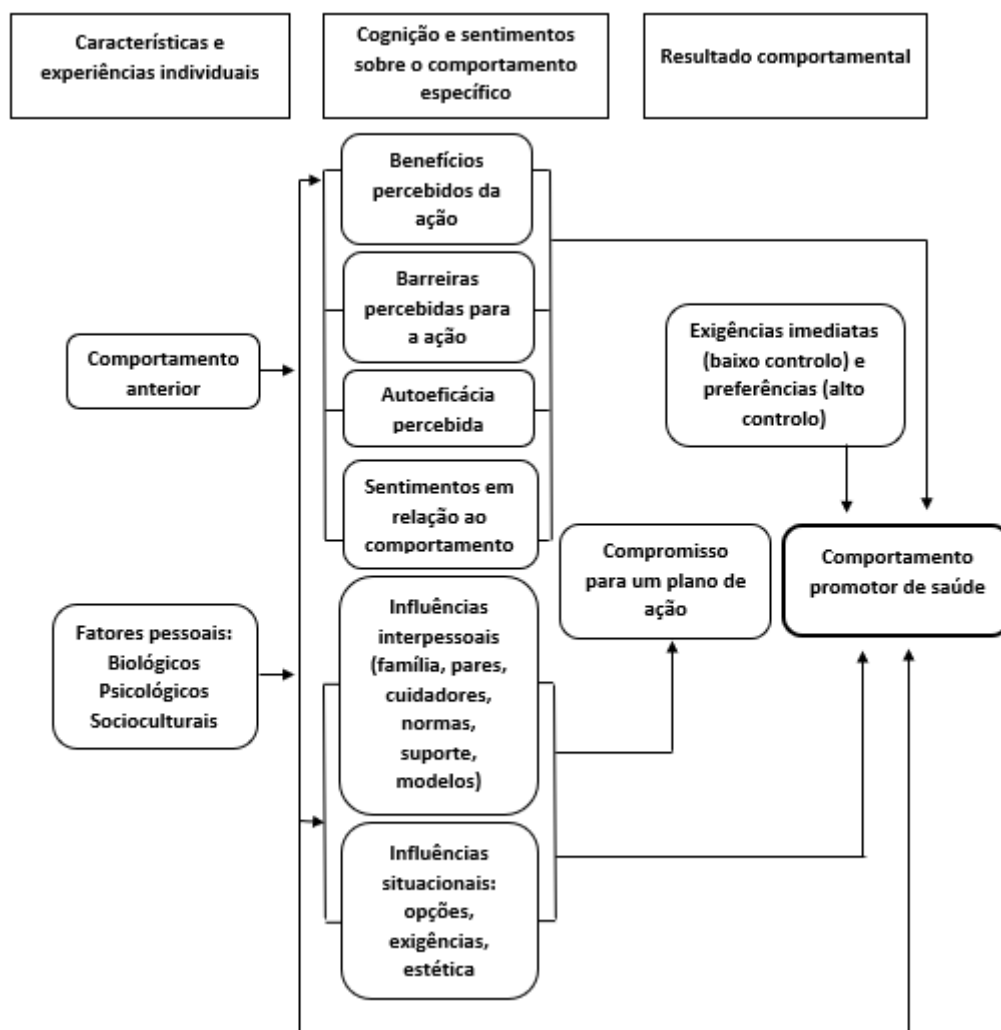 Características e
experiências individuais
Cognição e sentimentos
sobre o comportamento
específico
Resultado comportamental
Benefícios
percebidos da
ação
Barreiras
percebidas para
a ação
Comportamento
anterior
Autoeficácia
percebida
Sentimentos em
relação ao
comportamento
Exigências imediatas
(baixo controlo) e
preferências (alto
controlo)
Fatores pessoais:
Biológicos
Psicológicos
Socioculturais
Influências
interpessoais
(família, pares,
cuidadores,
normas,
suporte,
modelos)
Compromisso
para um plano de
ação
Comportamento
promotor de saúde
Influências
situacionais:
opções,
exigências,
estética